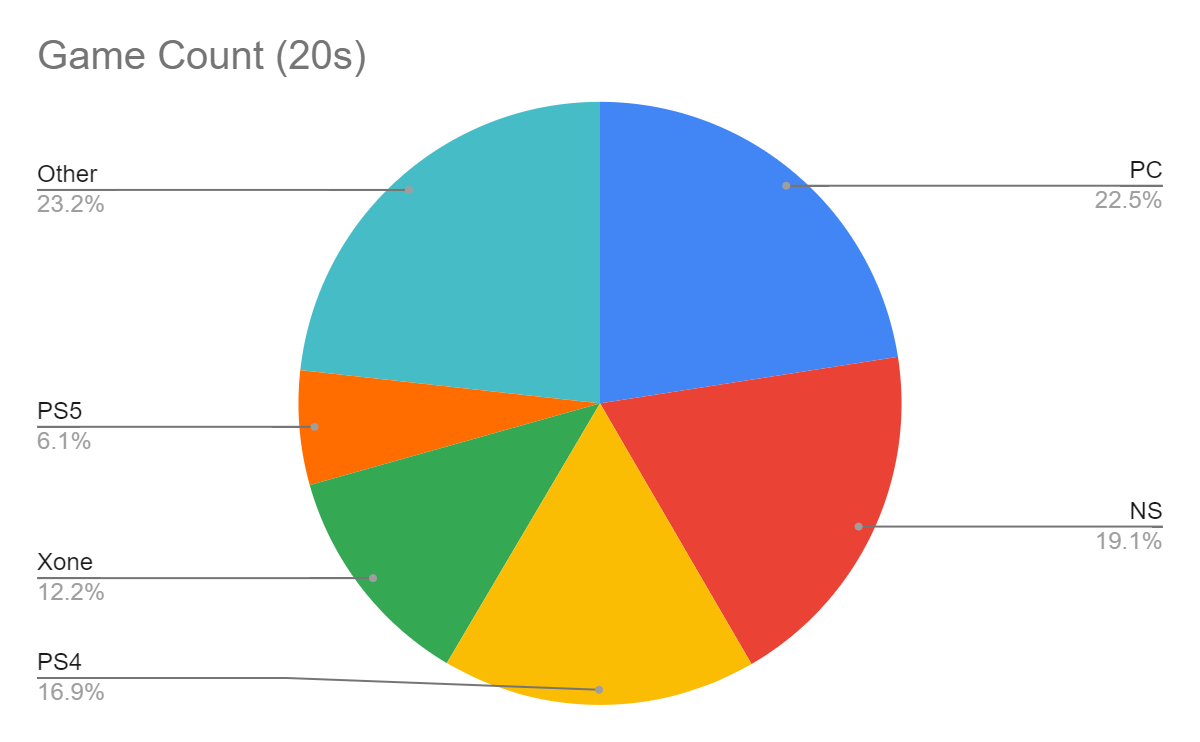 Game Count (20s)
Other
23.2%
PC
22.5%
PS5
6.1%
NS
19.1%
Xone
12.2%
PS4
16.9%